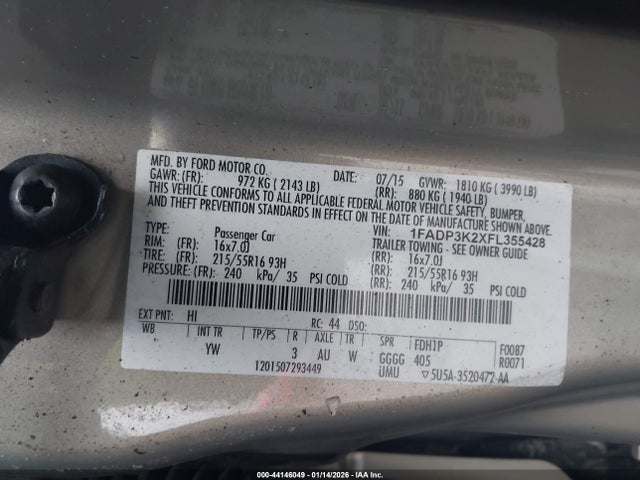 MFD. BY FORD MOTOR CO.
DATE: 07/15 GVWR: 1810 KG ( 3990 LB)
GAWR: (FR): 972 KG ( 2143 LB) (RR): 880 KG ( 1940 LB)
THIS VEHICLE CONFORMS TO ALL APPLICABLE FEDERAL MOTOR VEHICLE SAFETY, BUMPER,
AND THEFT PREVENTION STANDARDS IN EFFECT ON THE DATE OF MANUFACTURE SHOWN ABOVE.
VIN: 1FADP3K2XFL355428
TYPE: Passenger Car TRAILER TOWING - SEE OWNER GUIDE
RIM: (FR): 16x7.0J (RR): 16x7.0J
TIRE: (FR): 215/55R16 93H (RR): 215/55R16 93H
PRESSURE: (FR): 240 kPa/ 35 PSI COLD (RR): 240 kPa/ 35 PSI COLD
EXT PNT: HI RC: 44 DSO:
WB INT TR TP/PS R AXLE TR SPR FDH1P F0087
YW 3 AU W GGGG 405 R0071
1201507293449 UMU ▽ 5U5A-3520472-AA
000-44146049 - 01/14/2026 - IAA Inc.